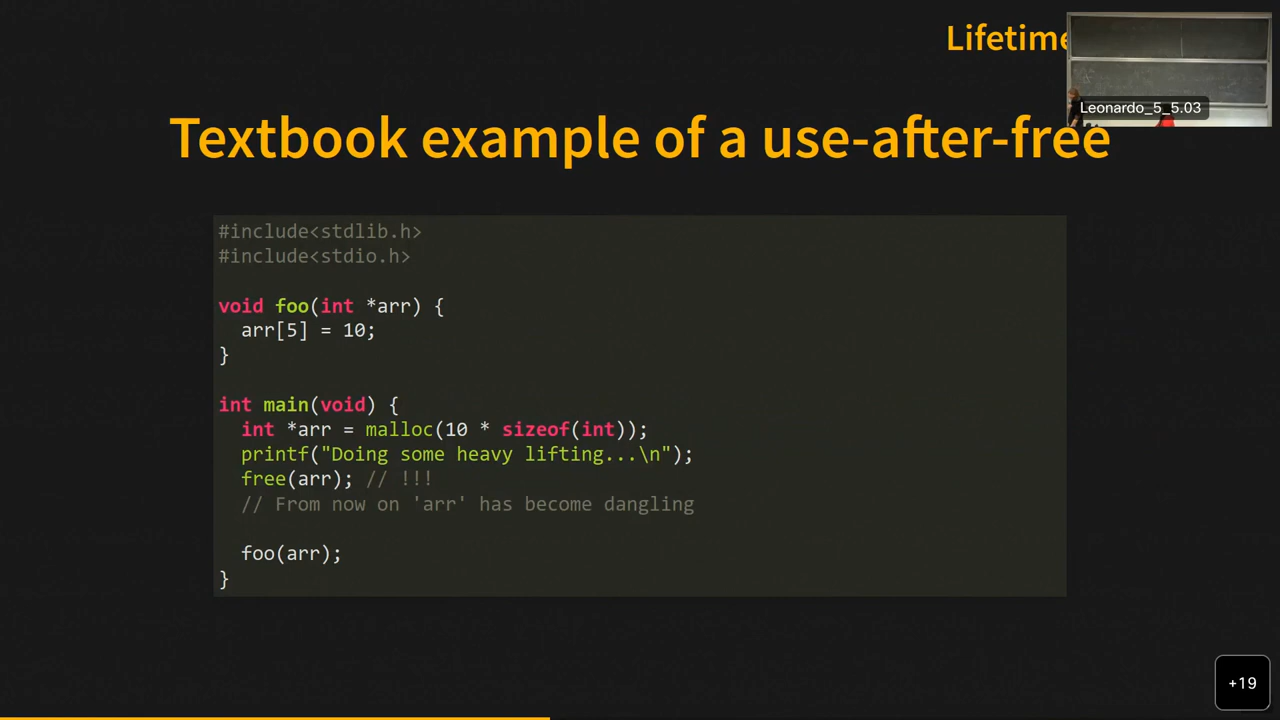 Lifetime
Leonardo_5_5.03
Textbook example of a use-after-free
#include<stdlib.h>
#include<stdio.h>
void foo(int *arr) {
  arr[5] = 10;
}
int main(void) {
  int *arr = malloc(10 * sizeof(int));
  printf("Doing some heavy lifting...\n");
  free(arr); // !!!
  // From now on 'arr' has become dangling
  foo(arr);
}
+19